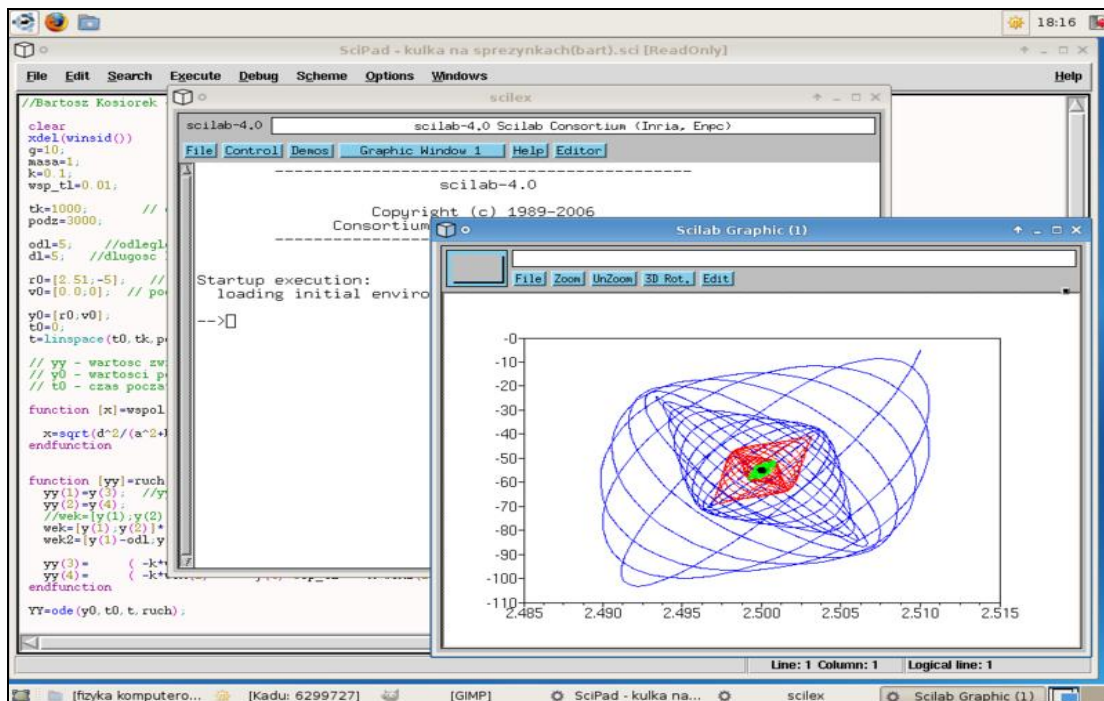 18:16
SciPad - kulka na sprezynkach(bart).sci [ReadOnly]
File Edit Search Execute Debug Scheme Options Windows Help
//Bartosz Kosiorek
clear
xdel(winsid())
g=10;
masa=1;
k=0.1;
wsp_tl=0.01;
tk=1000; //
podz=3000;
odl=5; //odlegl
dl=5; //dlugosc
r0=[2.51;-5]; //
v0=[0.0;0]; // po
y0=[r0;v0];
t0=0;
t=linspace(t0,tk,p
// yy - wartosc zw
// y0 - wartosci p
// t0 - czas pocza
function [x]=wspol
x=sqrt(d^2/(a^2+
endfunction
function [yy]=ruch
yy(1)=y(3); //y
yy(2)=y(4);
//wek=[y(1);y(2)
wek=[y(1);y(2)]*
wek2=[y(1)-odl;y
yy(3)= ( -k*
yy(4)= ( -k*
endfunction
YY=ode(y0,t0,t,ruch);
Line: 1 Column: 1 Logical line: 1
scilex
scilab-4.0 scilab-4.0 Scilab Consortium (Inria, Enpc)
File Control Demos Graphic Window 1 Help Editor
-------------------------------------------
scilab-4.0
Copyright (c) 1989-2006
Consortium
Startup execution:
loading initial enviro
-->
Scilab Graphic (1)
File Zoom UnZoom 3D Rot. Edit
-0
-10
-20
-30
-40
-50
-60
-70
-80
-90
-100
-110
2.485 2.490 2.495 2.500 2.505 2.510 2.515
[fizyka komputero... [Kadu: 6299727] [GIMP] SciPad - kulka na... scilex Scilab Graphic (1)